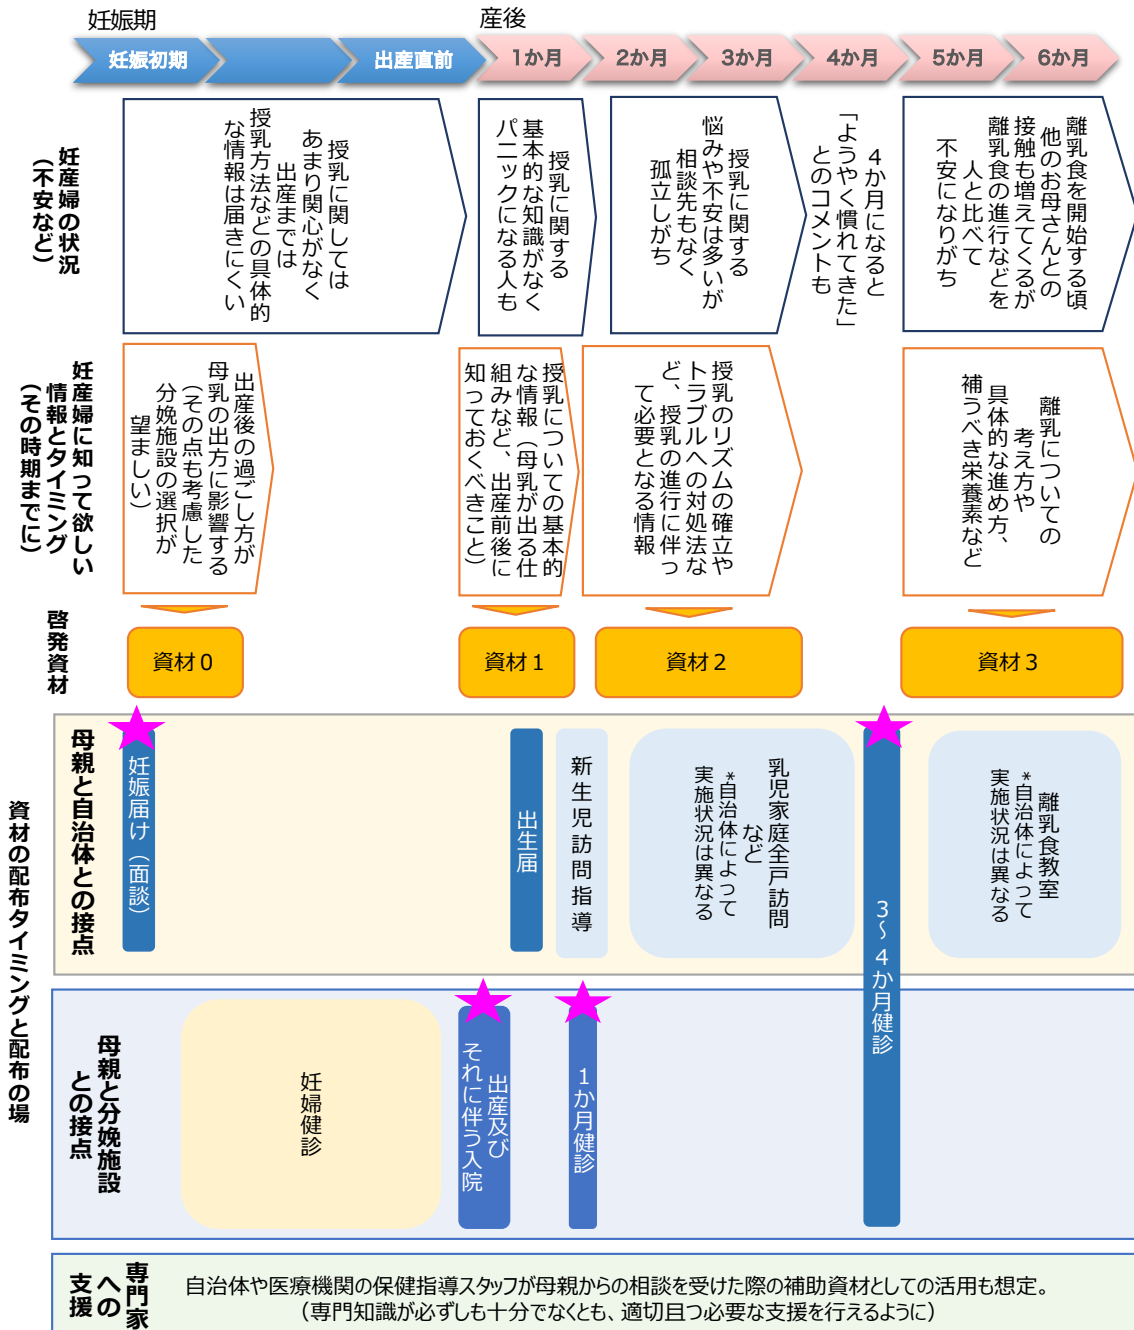 妊娠期
産後
妊娠初期
出産直前
1か月
2か月
3か月
4か月
5か月
6か月
妊産婦の状況
(不安など)
授乳に関しては
あまり関心がなく
出産までは
授乳方法などの具体的
な情報は届きにくい
授乳に関する
基本的な知識がなく
パニックになる人も
授乳に関する
悩みや不安は多いが
相談先もなく
孤立しがち
4か月になると
「ようやく慣れてきた」
とのコメントも
離乳食を開始する頃
他のお母さんとの
接触も増えてくるが
離乳食の進行などを
人と比べて
不安になりがち
妊産婦に知って欲しい
情報とタイミング
(その時期までに)
出産後の過ごし方が
母乳の出方に影響する
(その点も考慮した
分娩施設の選択が
望ましい)
授乳についての基本的
な情報（母乳が出る仕
組みなど、出産前後に
知っておくべきこと）
授乳のリズムの確立や
トラブルへの対処法な
ど、授乳の進行に伴っ
て必要となる情報
離乳についての
考え方や
具体的な進め方、
補うべき栄養素など
啓発資材
資材０
資材１
資材２
資材３
資材の配布タイミングと配布の場
母親と自治体との接点
妊娠届け（面談）
出生届
新生児訪問指導
乳児家庭全戸訪問
など
*自治体によって
実施状況は異なる
3～4か月健診
離乳食教室
*自治体によって
実施状況は異なる
母親と分娩施設
との接点
妊婦健診
出産及び
それに伴う入院
1か月健診
専門家
への
支援
自治体や医療機関の保健指導スタッフが母親からの相談を受けた際の補助資材としての活用も想定。
（専門知識が必ずしも十分でなくとも、適切且つ必要な支援を行えるように）